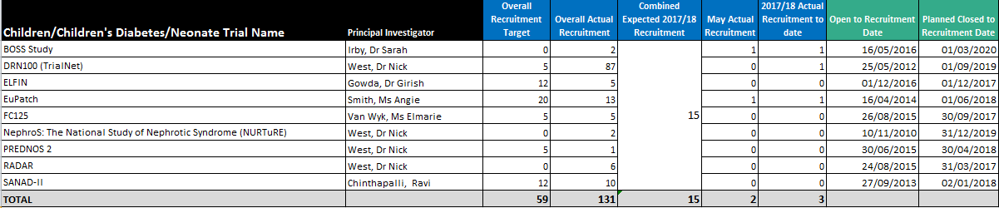 Children/Children's Diabetes/Neonate Trial Name Principal Investigator Overall Recruitment Target Overall Actual Recruitment Combined Expected 2017/18 Recruitment May Actual Recruitment 2017/18 Actual Recruitment to date Open to Recruitment Date Planned Closed to Recruitment Date
BOSS Study Irby, Dr Sarah 0 2 1 1 16/05/2016 01/03/2020
DRN100 (TrialNet) West, Dr Nick 5 87 0 1 25/05/2012 01/09/2019
ELFIN Gowda, Dr Girish 12 5 0 0 01/12/2016 01/12/2017
EuPatch Smith, Ms Angie 20 13 1 1 16/04/2014 01/06/2018
FC125 Van Wyk, Ms Elmarie 5 5 15 0 0 26/08/2015 30/09/2017
NephroS: The National Study of Nephrotic Syndrome (NURTuRE) West, Dr Nick 0 2 0 0 10/11/2010 31/12/2019
PREDNOS 2 West, Dr Nick 5 1 0 0 30/06/2015 30/04/2018
RADAR West, Dr Nick 0 6 0 0 24/08/2015 31/03/2017
SANAD-II Chinthapalli, Ravi 12 10 0 0 27/09/2013 02/01/2018
TOTAL 59 131 15 2 3